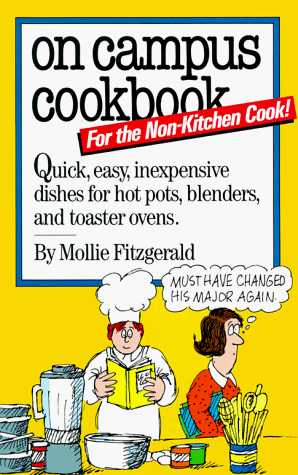 on campus
cookbook
For the Non-Kitchen Cook!
Quick, easy, inexpensive
dishes for hot pots, blenders,
and toaster ovens.
By Mollie Fitzgerald
MUST HAVE CHANGED
HIS MAJOR AGAIN.